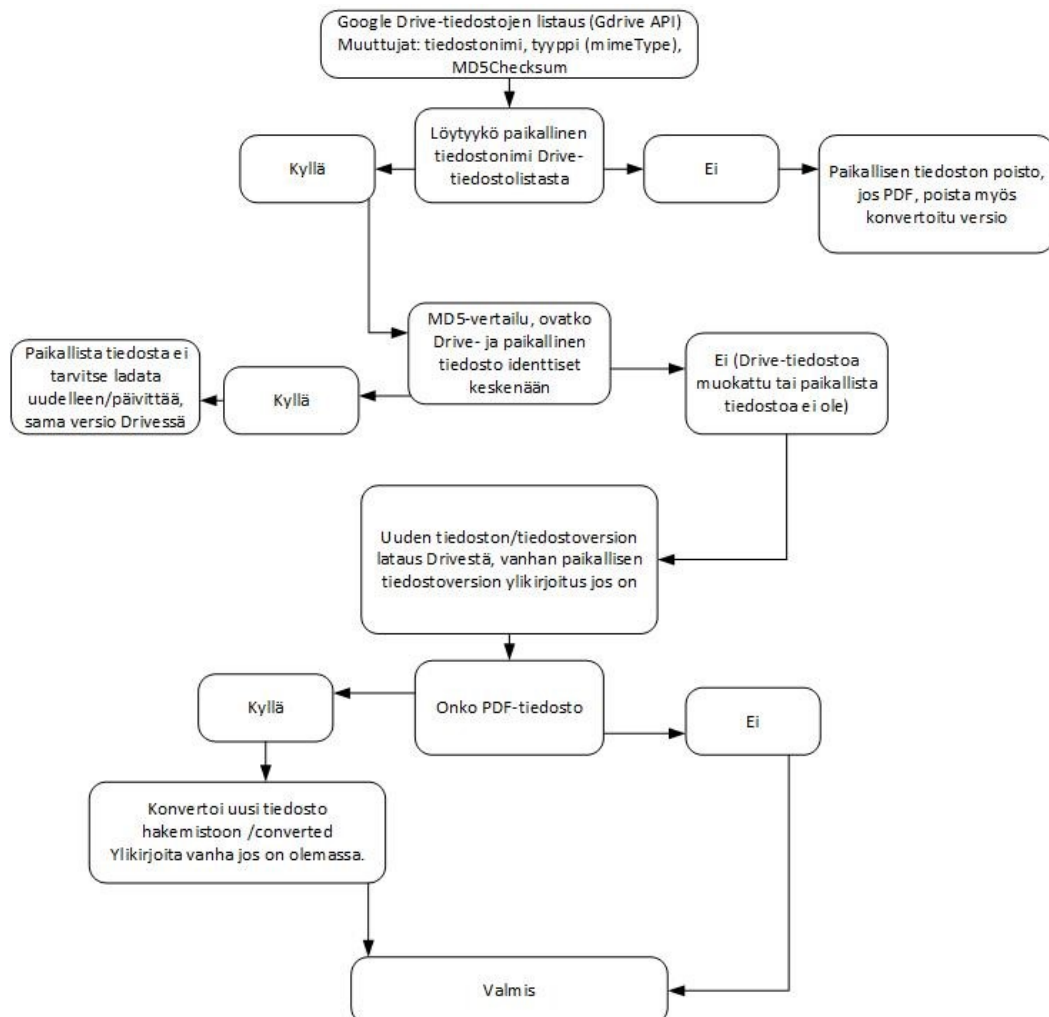 Google Drive-tiedostojen listaus (Gdrive API)
Muuttujat: tiedostonimi, tyyppi (mimeType),
MD5Checksum
Kyllä
Löytyykö paikallinen
tiedostonimi Drive-
tiedostolistasta
Ei
Paikallisen tiedoston poisto,
jos PDF, poista myös
konvertoitu versio
Paikallista tiedosta ei
tarvitse ladata
uudelleen/päivittää,
sama versio Drivessä
Kyllä
MD5-vertailu, ovatko
Drive- ja paikallinen
tiedosto identtiset
keskenään
Ei (Drive-tiedostoa
muokattu tai paikallista
tiedostoa ei ole)
Uuden tiedoston/tiedostoversion
lataus Drivestä, vanhan paikallisen
tiedostoversion ylikirjoitus jos on
Kyllä
Onko PDF-tiedosto
Ei
Konvertoi uusi tiedosto
hakemistoon /converted
Ylikirjoita vanha jos on olemassa.
Valmis